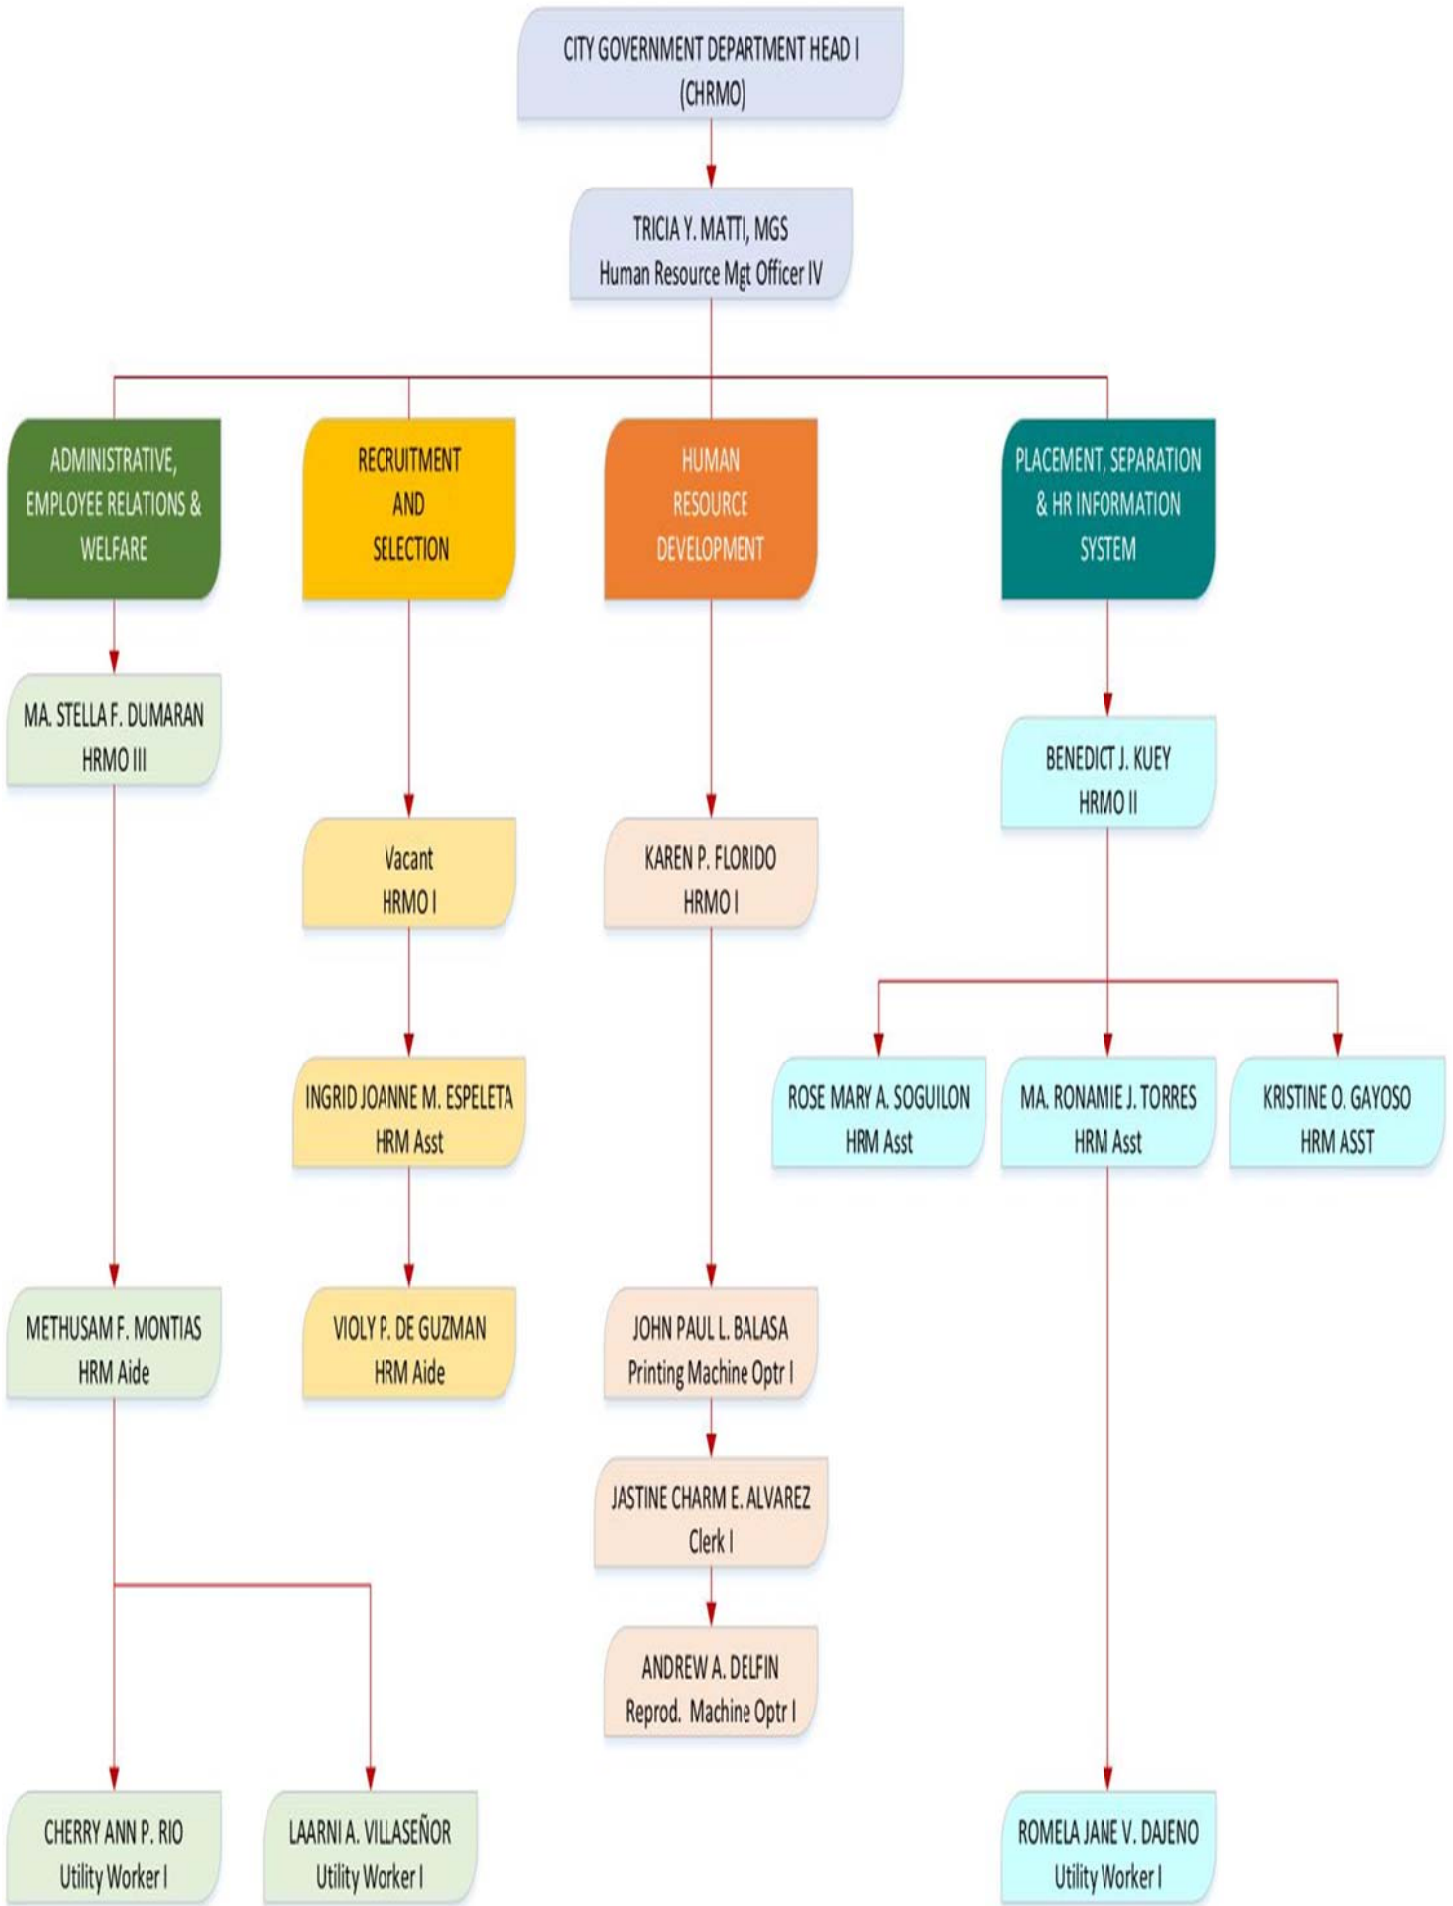 CITY GOVERNMENT DEPARTMENT HEAD I
(CHRMO)
TRICIA Y. MATTI, MGS
Human Resource Mgt Officer IV
ADMINISTRATIVE,
EMPLOYEE RELATIONS &
WELFARE
RECRUITMENT
AND
SELECTION
HUMAN
RESOURCE
DEVELOPMENT
PLACEMENT, SEPARATION
& HR INFORMATION
SYSTEM
MA. STELLA F. DUMARAN
HRMO III
BENEDICT J. KUEY
HRMO II
Vacant
HRMO I
KAREN P. FLORIDO
HRMO I
INGRID JOANNE M. ESPELETA
HRM Asst
ROSE MARY A. SOGUILON
HRM Asst
MA. RONAMIE J. TORRES
HRM Asst
KRISTINE O. GAYOSO
HRM ASST
METHUSAM F. MONTIAS
HRM Aide
VIOLY P. DE GUZMAN
HRM Aide
JOHN PAUL L. BALASA
Printing Machine Optr I
JASTINE CHARM E. ALVAREZ
Clerk I
ANDREW A. DELFIN
Reprod. Machine Optr I
CHERRY ANN P. RIO
Utility Worker I
LAARNI A. VILLASEÑOR
Utility Worker I
ROMELA JANE V. DAJENO
Utility Worker I